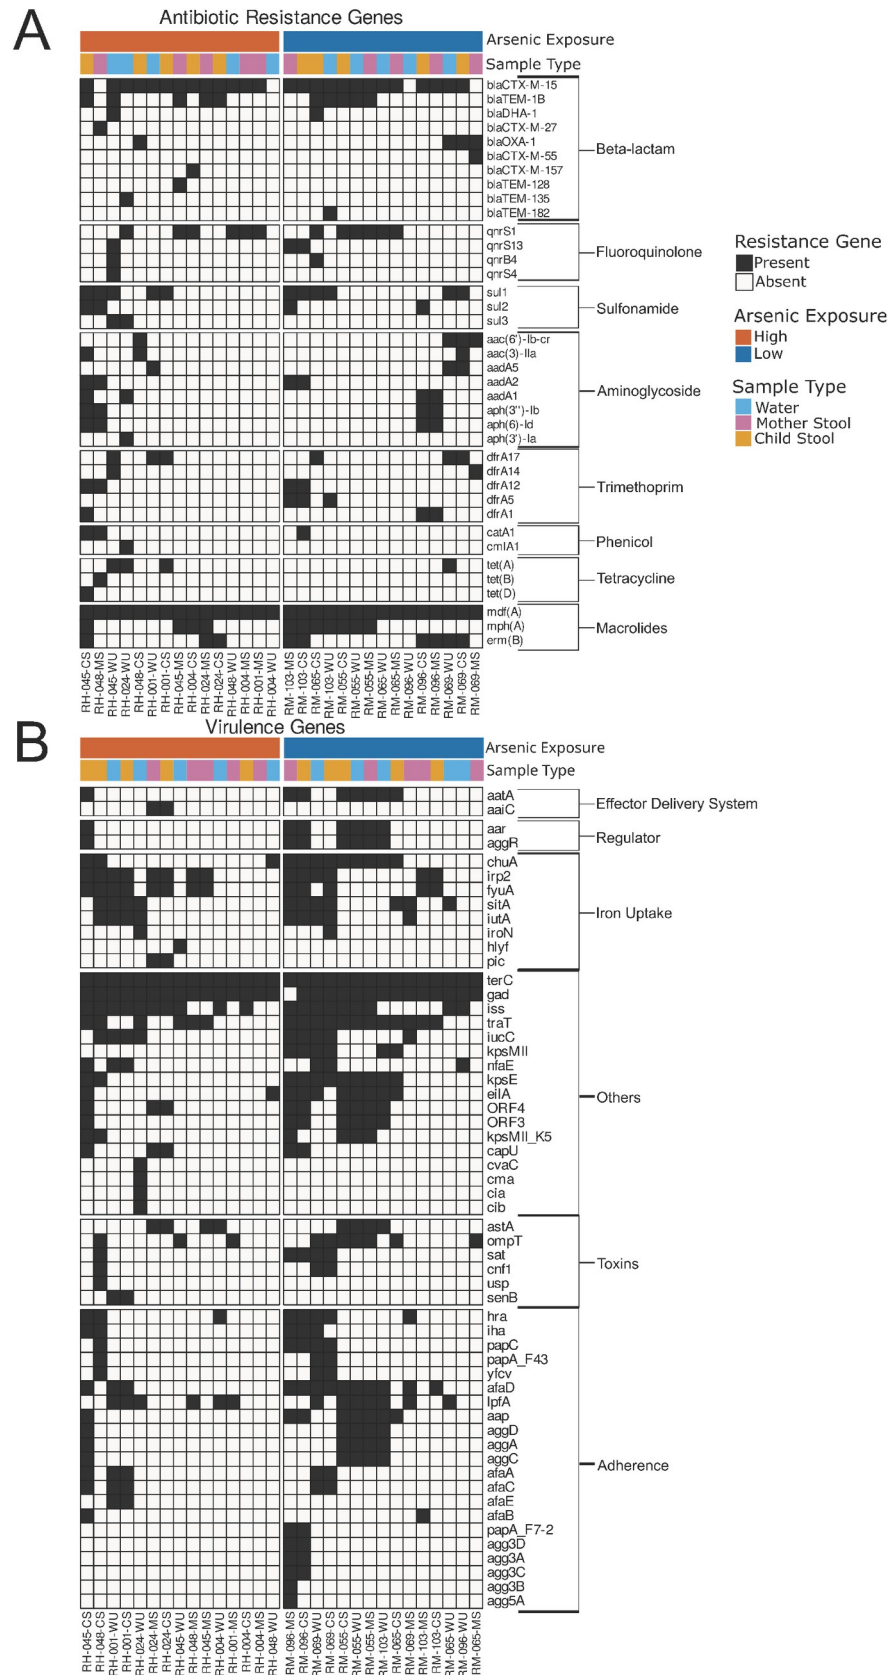 A
Antibiotic Resistance Genes
Arsenic Exposure
Sample Type
blaCTX-M-15
blaTEM-1B
blaDHA-1
blaCTX-M-27
blaOXA-1
blaCTX-M-55
blaCTX-M-157
blaTEM-128
blaTEM-135
blaTEM-182
Beta-lactam
qnrS1
qnrS13
qnrB4
qnrS4
Fluoroquinolone
sul1
sul2
sul3
Sulfonamide
aac(6')-Ib-cr
aac(3)-IIa
aadA5
aadA2
aadA1
aph(3'')-Ib
aph(6)-Id
aph(3')-Ia
Aminoglycoside
dfrA17
dfrA14
dfrA12
dfrA5
dfrA1
Trimethoprim
catA1
cmlA1
Phenicol
tet(A)
tet(B)
tet(D)
Tetracycline
mdf(A)
mph(A)
erm(B)
Macrolides
RH-045-CS
RH-048-MS
RH-045-WU
RH-024-WU
RH-048-CS
RH-001-WU
RH-001-CS
RH-045-MS
RH-004-CS
RH-024-MS
RH-024-CS
RH-048-WU
RH-004-MS
RH-001-MS
RH-004-WU
RM-103-MS
RM-103-CS
RM-065-CS
RM-103-WU
RM-055-CS
RM-055-WU
RM-055-MS
RM-065-WU
RM-065-MS
RM-096-WU
RM-096-CS
RM-096-MS
RM-069-WU
RM-069-CS
RM-069-MS
Resistance Gene
Present
Absent
Arsenic Exposure
High
Low
Sample Type
Water
Mother Stool
Child Stool
B
Virulence Genes
Arsenic Exposure
Sample Type
aatA
aaiC
Effector Delivery System
aar
aggR
Regulator
chuA
irp2
fyuA
sitA
iutA
iroN
hlyf
pic
Iron Uptake
terC
gad
iss
traT
iucC
kpsMII
nfaE
kpsE
eilA
ORF4
ORF3
kpsMII_K5
capU
cvaC
cma
cia
cib
Others
astA
ompT
sat
cnf1
usp
senB
Toxins
hra
iha
papC
papA_F43
yfcv
afaD
lpfA
aap
aggD
aggA
aggC
afaA
afaC
afaE
afaB
papA_F7-2
agg3D
agg3A
agg3C
agg3B
agg5A
Adherence
RH-045-CS
RH-048-CS
RH-001-WU
RH-001-CS
RH-024-WU
RH-024-MS
RH-024-CS
RH-045-WU
RH-048-MS
RH-045-MS
RH-004-WU
RH-001-MS
RH-004-CS
RH-004-MS
RH-048-WU
RM-096-MS
RM-096-CS
RM-069-WU
RM-069-CS
RM-055-CS
RM-055-WU
RM-055-MS
RM-103-WU
RM-065-CS
RM-069-MS
RM-103-MS
RM-103-CS
RM-065-WU
RM-096-WU
RM-065-MS